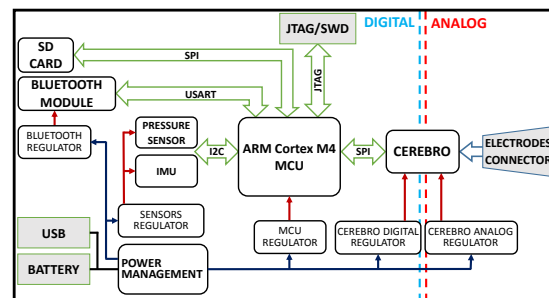 JTAG/SWD
DIGITAL
ANALOG
SD
CARD
SPI
JTAG
BLUETOOTH
MODULE
USART
BLUETOOTH
REGULATOR
PRESSURE
SENSOR
I2C
IMU
ARM Cortex M4
MCU
SPI
CEREBRO
ELECTRODES
CONNECTOR
SENSORS
REGULATOR
USB
BATTERY
POWER
MANAGEMENT
MCU
REGULATOR
CEREBRO DIGITAL
REGULATOR
CEREBRO ANALOG
REGULATOR